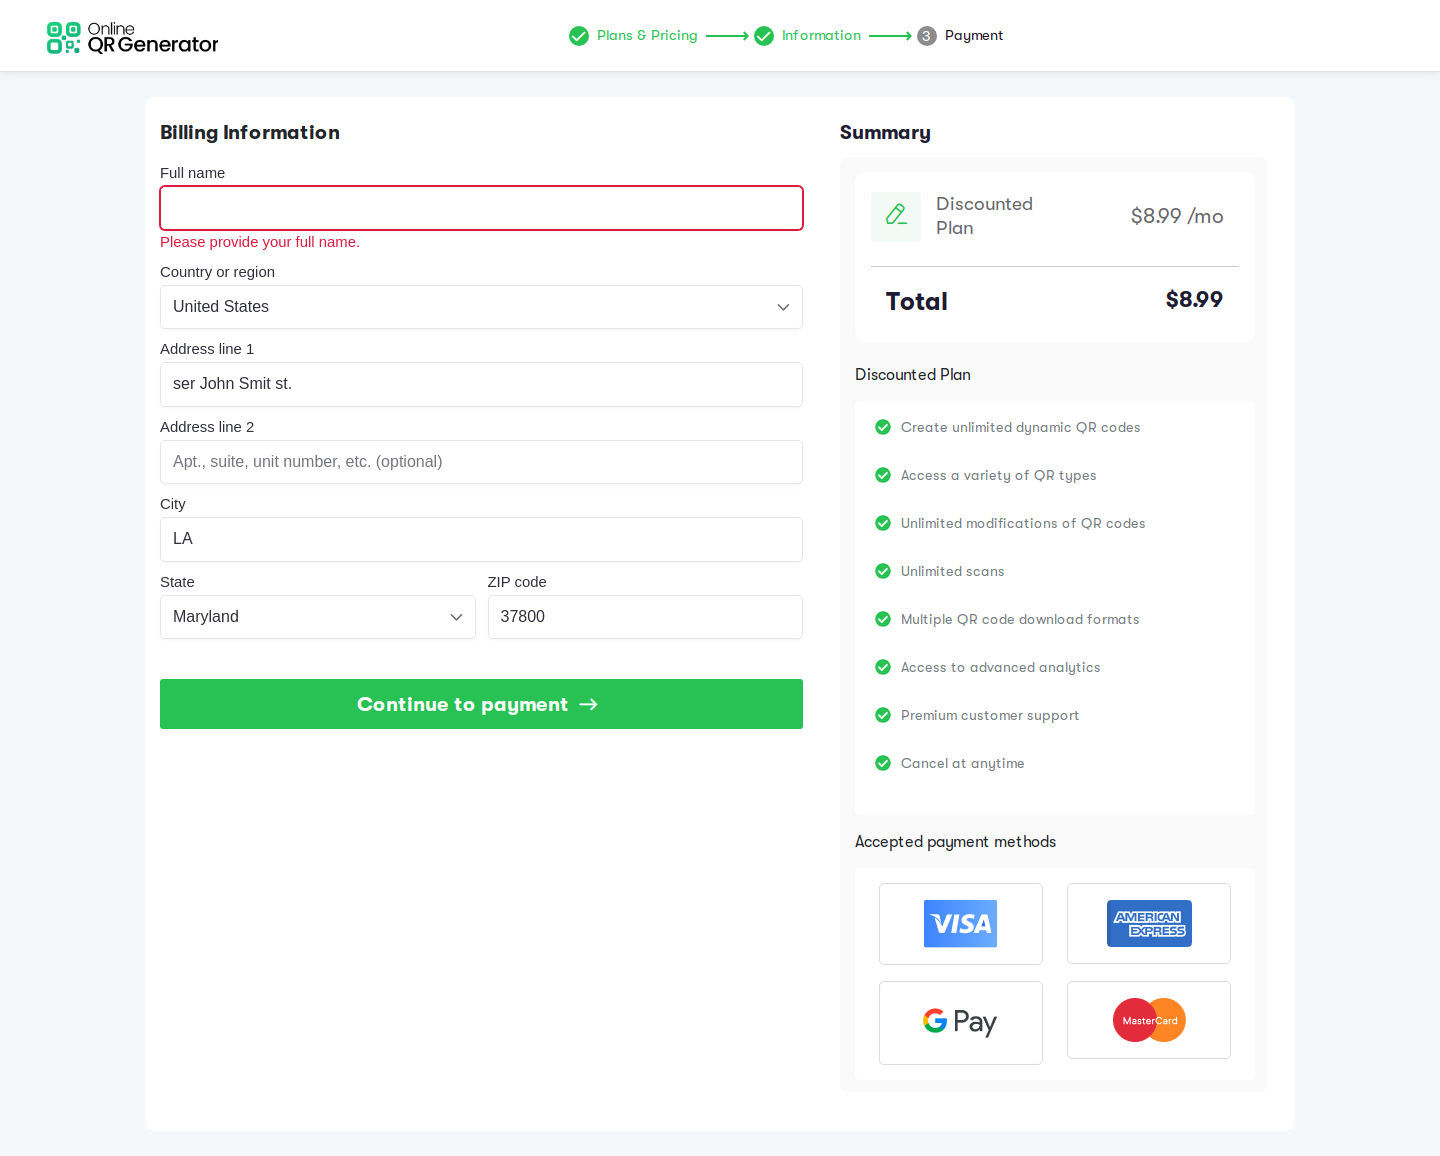 Online
QR Generator
Plans & Pricing
Information
3 Payment
Billing Information
Full name
Please provide your full name.
Country or region
United States
Address line 1
ser John Smit st.
Address line 2
Apt., suite, unit number, etc. (optional)
City
LA
State
ZIP code
Maryland
37800
Continue to payment →
Summary
Discounted
Plan
$8.99 /mo
Total
$8.99
Discounted Plan
Create unlimited dynamic QR codes
Access a variety of QR types
Unlimited modifications of QR codes
Unlimited scans
Multiple QR code download formats
Access to advanced analytics
Premium customer support
Cancel at anytime
Accepted payment methods
VISA
AMERICAN
EXPRESS
G Pay
MasterCard